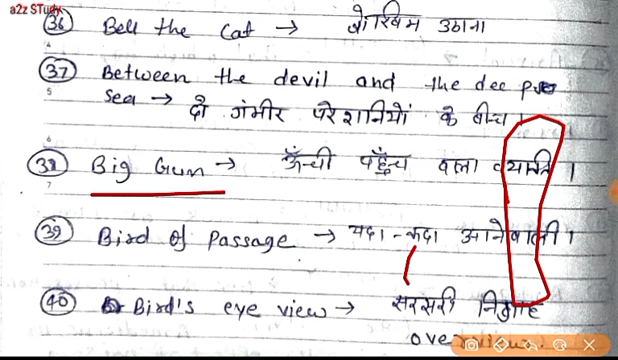 a2z STudy
(36) Bell the Cat → जोखिम उठाना
(37) Between the devil and the deep
Sea → दो गंभीर परेशानियों के बीच।
(38) Big Gun → ऊँची पहुँच वाला व्यक्ति।
(39) Bird of Passage → यदा-कदा आनेवाली।
(40) Bird's eye view → सरसरी निगाह